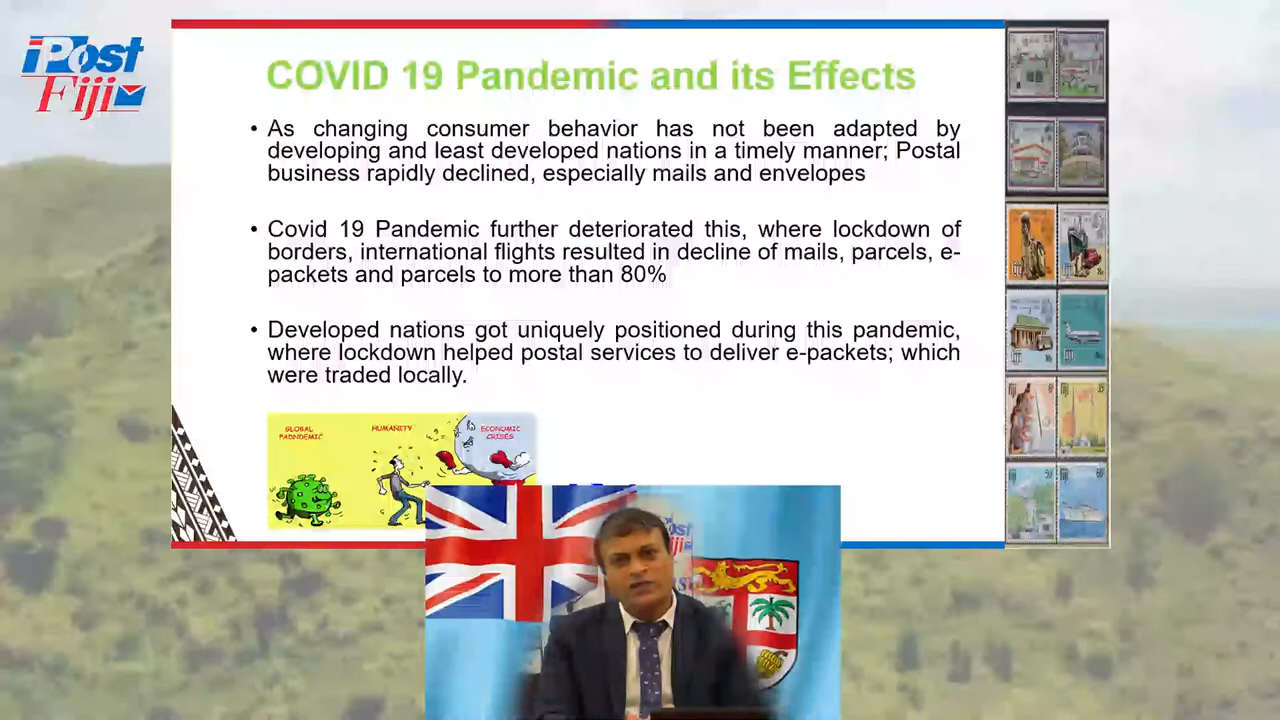 Post
Fiji
COVID 19 Pandemic and its Effects
• As changing consumer behavior has not been adapted by
developing and least developed nations in a timely manner; Postal
business rapidly declined, especially mails and envelopes
• Covid 19 Pandemic further deteriorated this, where lockdown of
borders, international flights resulted in decline of mails, parcels, e-
packets and parcels to more than 80%
• Developed nations got uniquely positioned during this pandemic,
where lockdown helped postal services to deliver e-packets; which
were traded locally.
GLOBAL
PADNDEMIC
HUMANITY
ECONOMIC
CRISES
Post